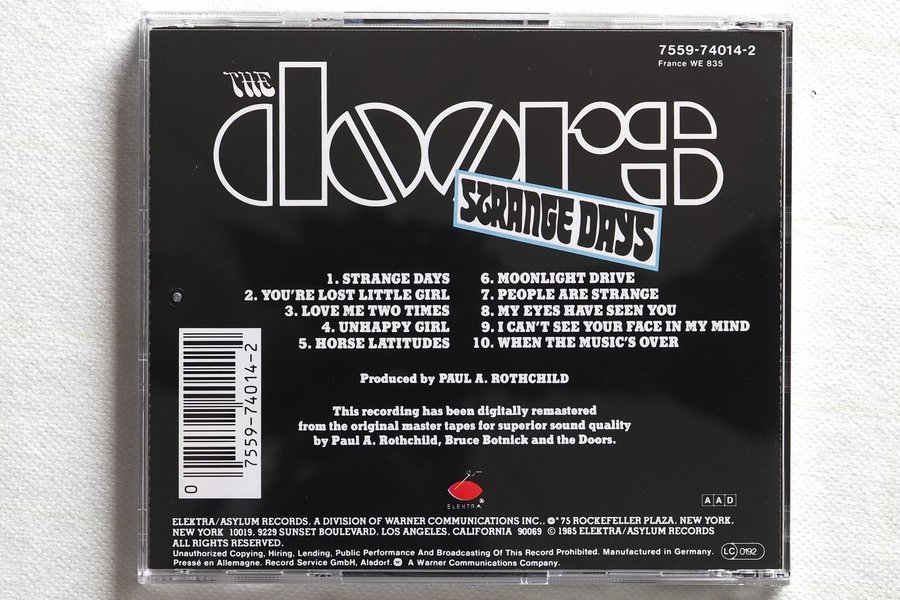 7559-74014-2
France WE 835
THE
doors
STRANGE DAYS
1. STRANGE DAYS
2. YOU'RE LOST LITTLE GIRL
3. LOVE ME TWO TIMES
4. UNHAPPY GIRL
5. HORSE LATITUDES
6. MOONLIGHT DRIVE
7. PEOPLE ARE STRANGE
8. MY EYES HAVE SEEN YOU
9. I CAN'T SEE YOUR FACE IN MY MIND
10. WHEN THE MUSIC'S OVER
Produced by PAUL A. ROTHCHILD
This recording has been digitally remastered
from the original master tapes for superior sound quality
by Paul A. Rothchild, Bruce Botnick and the Doors.
7559-74014-2
0
ELEKTRA®
AAD
ELEKTRA/ASYLUM RECORDS, A DIVISION OF WARNER COMMUNICATIONS INC., 75 ROCKEFELLER PLAZA, NEW YORK,
NEW YORK 10019, 9229 SUNSET BOULEVARD, LOS ANGELES, CALIFORNIA 90069 © 1985 ELEKTRA/ASYLUM RECORDS
ALL RIGHTS RESERVED.
Unauthorized Copying, Hiring, Lending, Public Performance And Broadcasting Of This Record Prohibited. Manufactured in Germany.
Pressé en Allemagne. Record Service GmbH, Alsdorf. A Warner Communications Company.
LC 0192